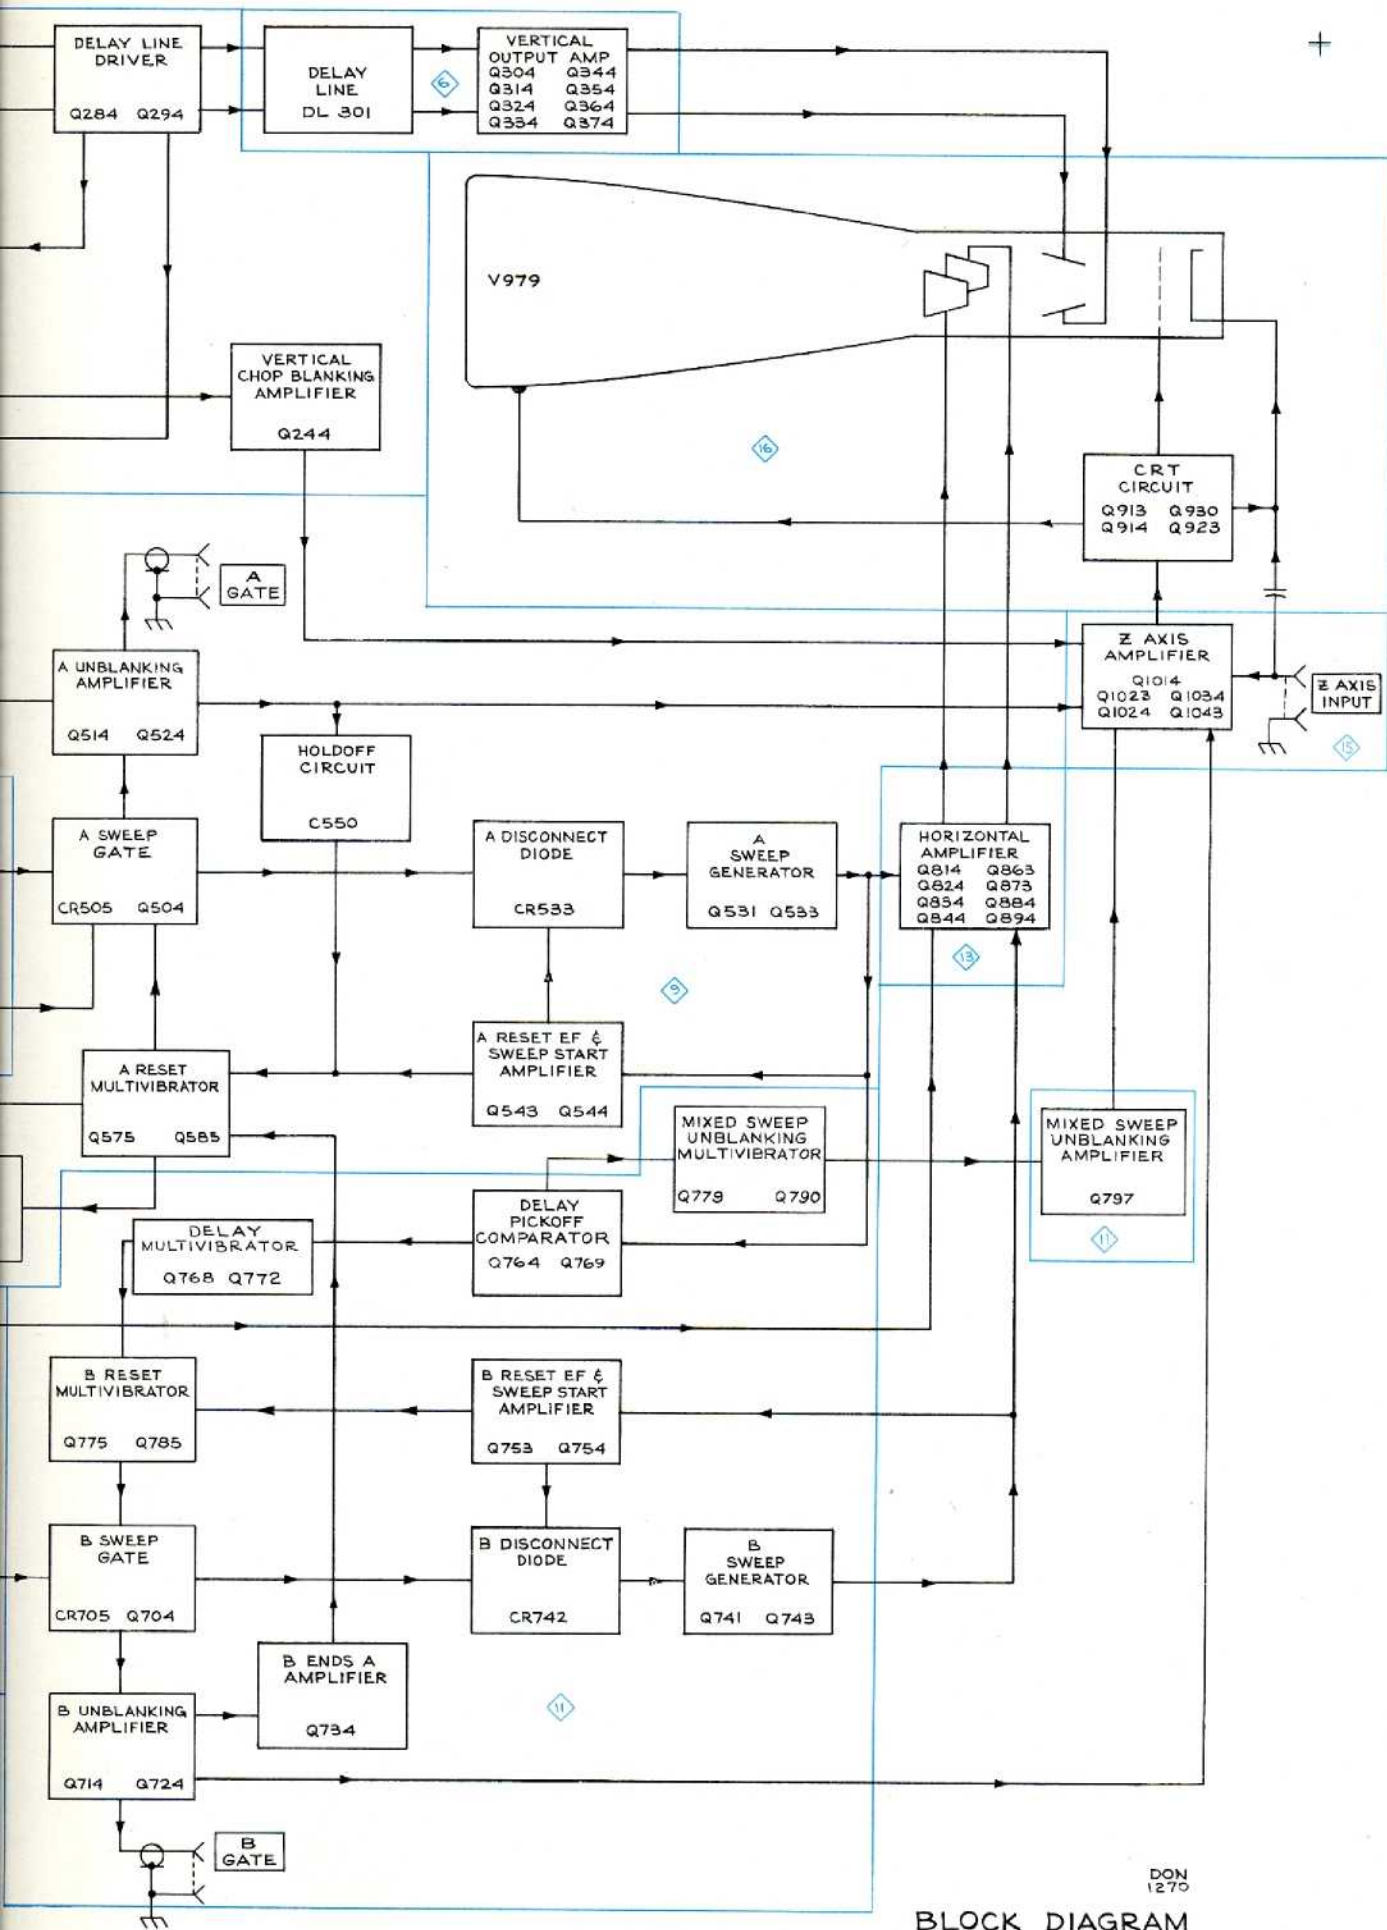 DELAY LINE
DRIVER
Q284 Q294
DELAY
LINE
DL 301
6
VERTICAL
OUTPUT AMP
Q304 Q344
Q314 Q354
Q324 Q364
Q334 Q374
V979
VERTICAL
CHOP BLANKING
AMPLIFIER
Q244
16
CRT
CIRCUIT
Q913 Q930
Q914 Q923
A
GATE
A UNBLANKING
AMPLIFIER
Q514 Q524
HOLDOFF
CIRCUIT
C550
Z AXIS
AMPLIFIER
Q1014
Q1023 Q1034
Q1024 Q1043
Z AXIS
INPUT
15
A SWEEP
GATE
CR505 Q504
A DISCONNECT
DIODE
CR533
A
SWEEP
GENERATOR
Q531 Q533
HORIZONTAL
AMPLIFIER
Q814 Q863
Q824 Q873
Q834 Q884
Q844 Q894
13
9
A RESET
MULTIVIBRATOR
Q575 Q585
A RESET EF &
SWEEP START
AMPLIFIER
Q543 Q544
MIXED SWEEP
UNBLANKING
MULTIVIBRATOR
Q779 Q790
MIXED SWEEP
UNBLANKING
AMPLIFIER
Q797
11
DELAY
MULTIVIBRATOR
Q768 Q772
DELAY
PICKOFF
COMPARATOR
Q764 Q769
B RESET
MULTIVIBRATOR
Q775 Q785
B RESET EF &
SWEEP START
AMPLIFIER
Q753 Q754
B SWEEP
GATE
CR705 Q704
B DISCONNECT
DIODE
CR742
B
SWEEP
GENERATOR
Q741 Q743
B ENDS A
AMPLIFIER
Q734
11
B UNBLANKING
AMPLIFIER
Q714 Q724
B
GATE
DON
1270
BLOCK DIAGRAM